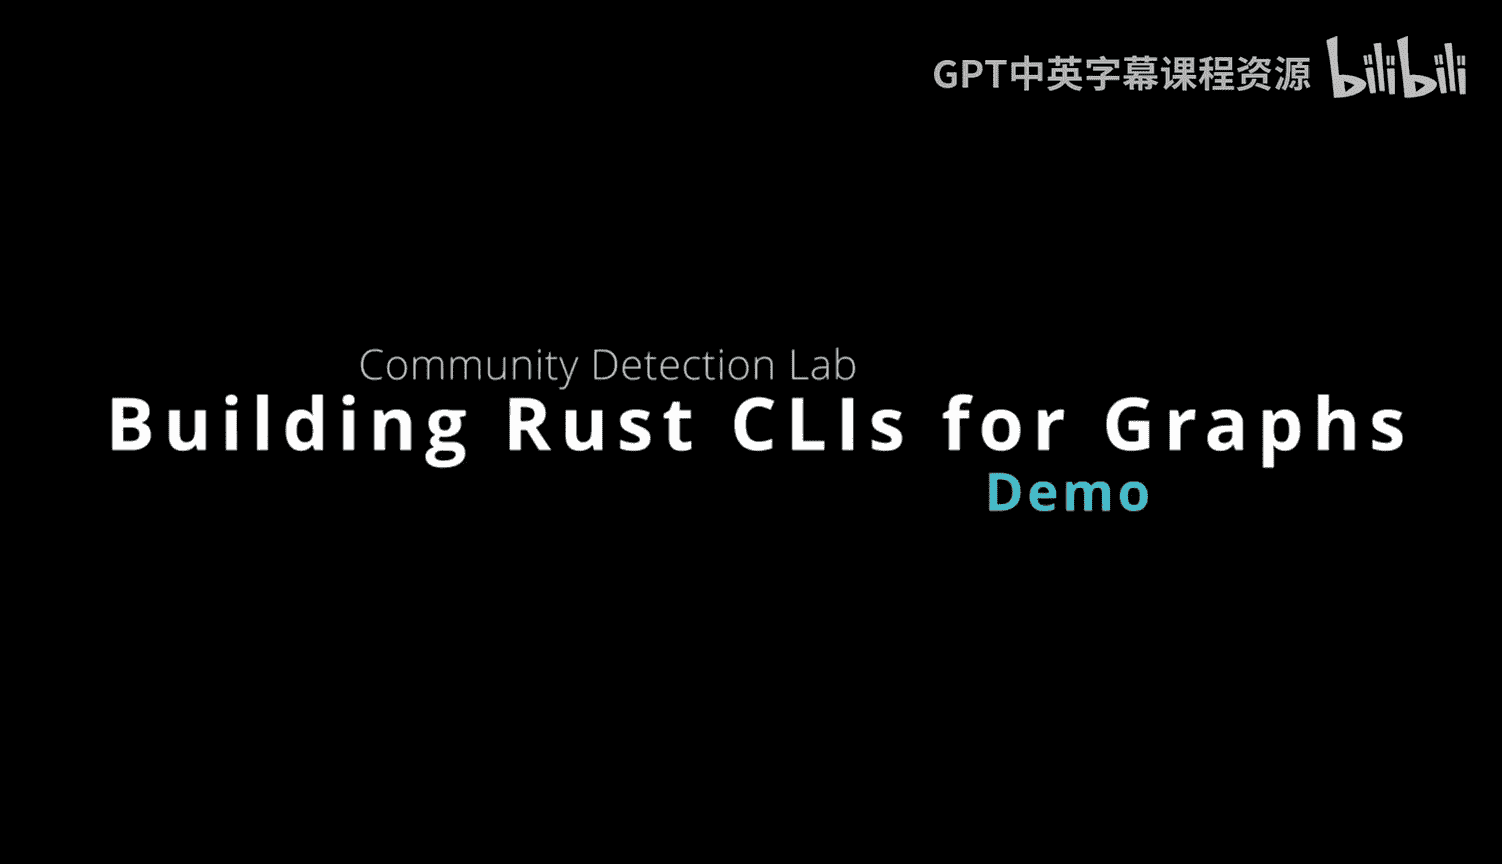 GPT中英字幕课程资源 bilibili
Community Detection Lab
Building Rust CLIs for Graphs
Demo